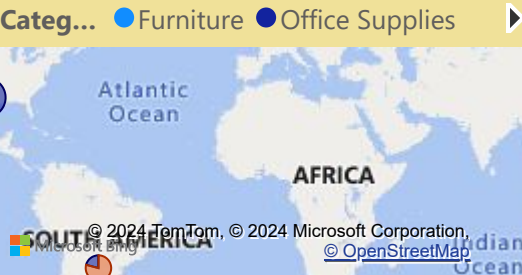 Categ... Furniture Office Supplies
Atlantic
Ocean
AFRICA
© 2024 TomTom, © 2024 Microsoft Corporation,
SOUTH AMERICA
Microsoft Bing
© OpenStreetMap
Indian
Ocean